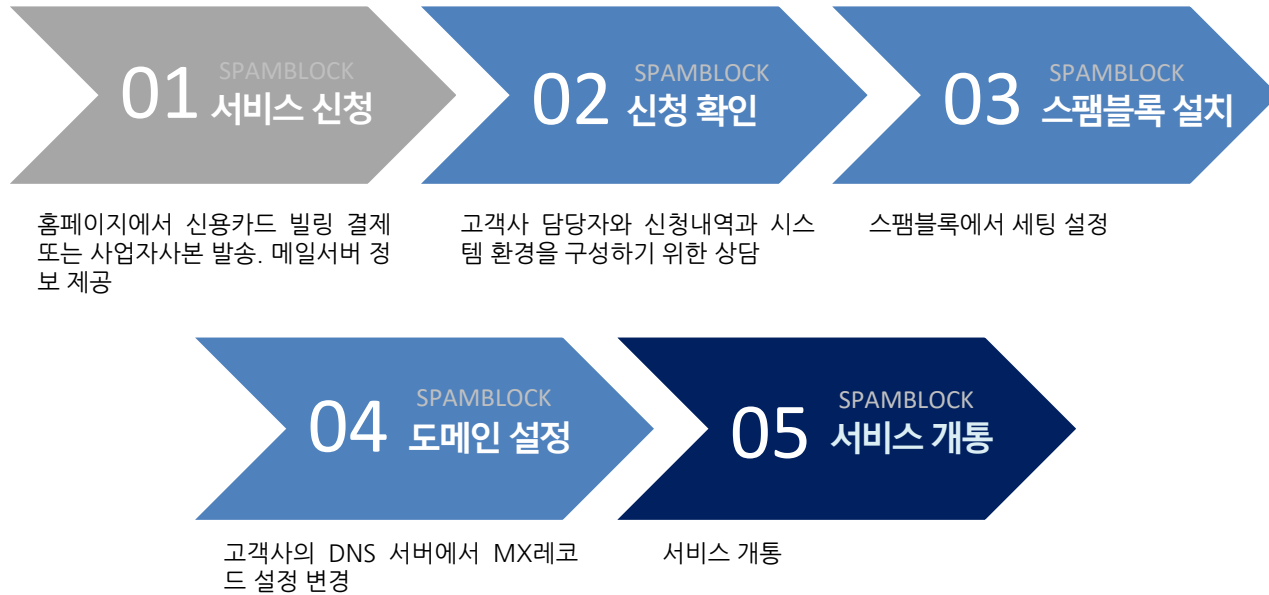 01
SPAMBLOCK
서비스 신청
02
SPAMBLOCK
신청 확인
03
SPAMBLOCK
스팸블록 설치
홈페이지에서 신용카드 빌링 결제
또는 사업자사본 발송. 메일서버 정
보 제공
고객사 담당자와 신청내역과 시스
템 환경을 구성하기 위한 상담
스팸블록에서 세팅 설정
04
SPAMBLOCK
도메인 설정
05
SPAMBLOCK
서비스 개통
고객사의 DNS 서버에서 MX레코
드 설정 변경
서비스 개통